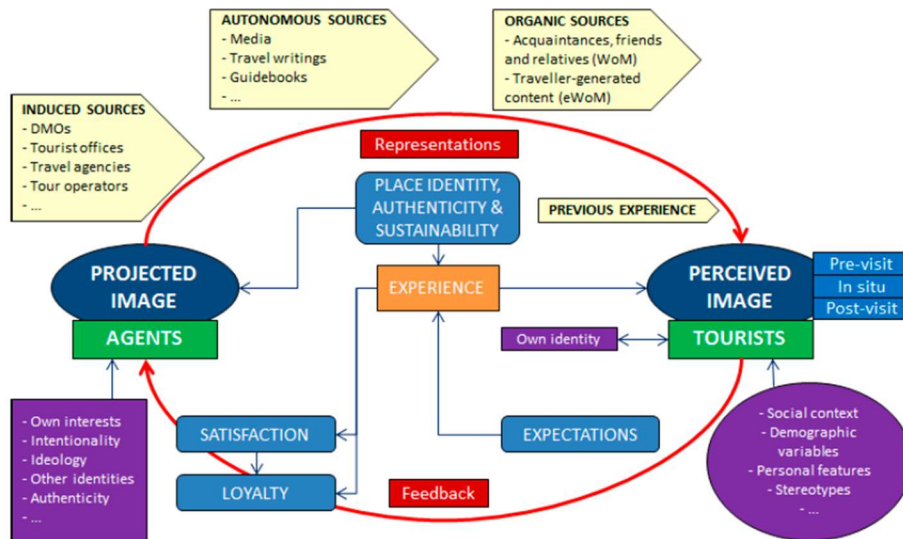 AUTONOMOUS SOURCES
- Media
- Travel writings
- Guidebooks
- ...
ORGANIC SOURCES
- Acquaintances, friends
and relatives (WoM)
- Traveller-generated
content (eWoM)
INDUCED SOURCES
- DMOs
- Tourist offices
- Travel agencies
- Tour operators
- ...
Representations
PLACE IDENTITY,
AUTHENTICITY &
SUSTAINABILITY
PREVIOUS EXPERIENCE
PROJECTED
IMAGE
EXPERIENCE
PERCEIVED
IMAGE
Pre-visit
In situ
Post-visit
AGENTS
Own identity
TOURISTS
- Own interests
- Intentionality
- Ideology
- Other identities
- Authenticity
- ...
SATISFACTION
EXPECTATIONS
LOYALTY
Feedback
- Social context
- Demographic
variables
- Personal features
- Stereotypes
- ...